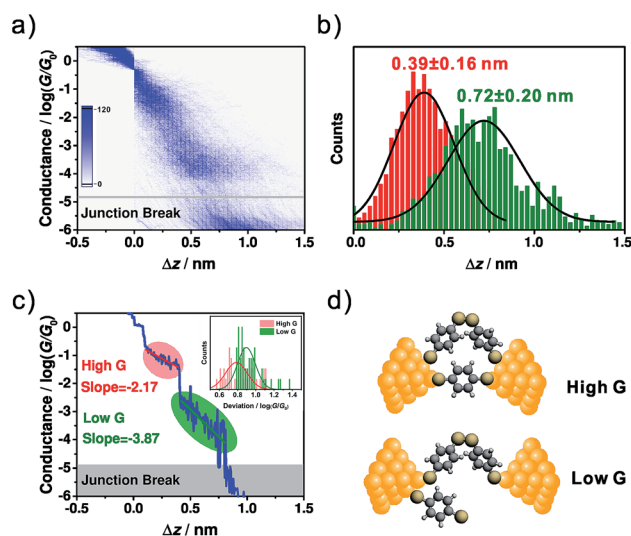 a)
Conductance / log(G/G0)
0
-1
-2
-3
-4
-5
-6
120
0
Junction Break
-0.5 0.0 0.5 1.0 1.5
Δz / nm
b)
0.39±0.16 nm
0.72±0.20 nm
Counts
0.0 0.5 1.0 1.5
Δz / nm
c)
Conductance / log(G/G0)
0
-1
-2
-3
-4
-5
-6
High G
Slope=-2.17
Low G
Slope=-3.87
Junction Break
High G
Low G
Counts
0.6 0.8 1.0 1.2 1.4
Deviation / log(G/G0)
-0.5 0.0 0.5 1.0 1.5
Δz / nm
d)
High G
Low G